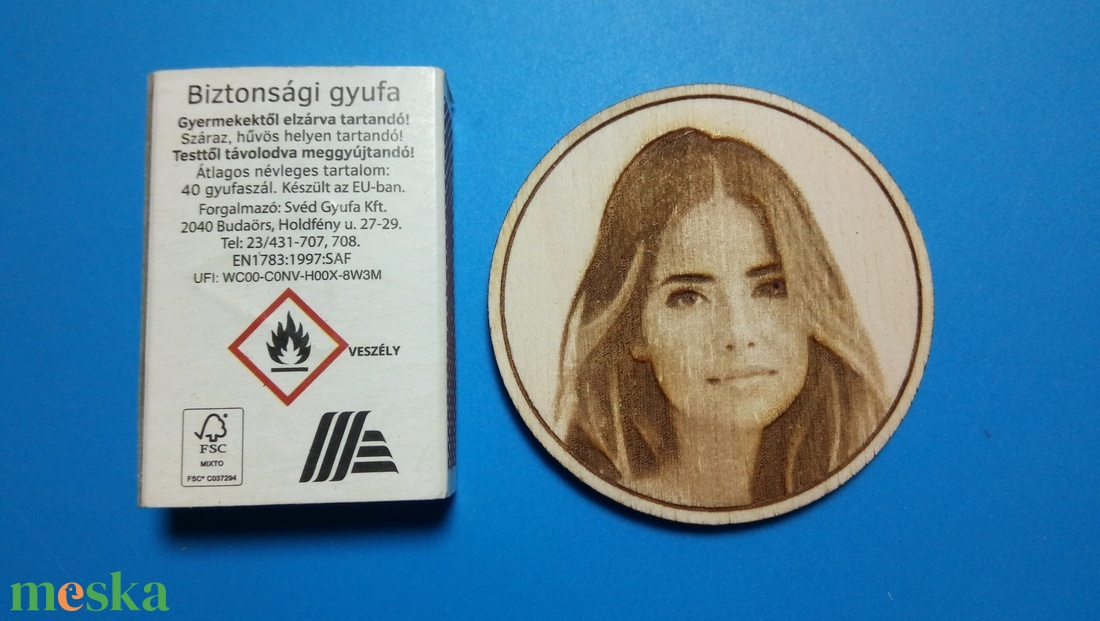 Biztonsági gyufa
Gyermekektől elzárva tartandó!
Száraz, hűvös helyen tartandó!
Testtől távolodva meggyújtandó!
Átlagos névleges tartalom:
40 gyufaszál. Készült az EU-ban.
Forgalmazó: Svéd Gyufa Kft.
2040 Budaörs, Holdfény u. 27-29.
Tel: 23/431-707, 708.
EN1783:1997:SAF
UFI: WC00-C0NV-H00X-8W3M
VESZÉLY
FSC
MIXTO
FSC® C037294
meska